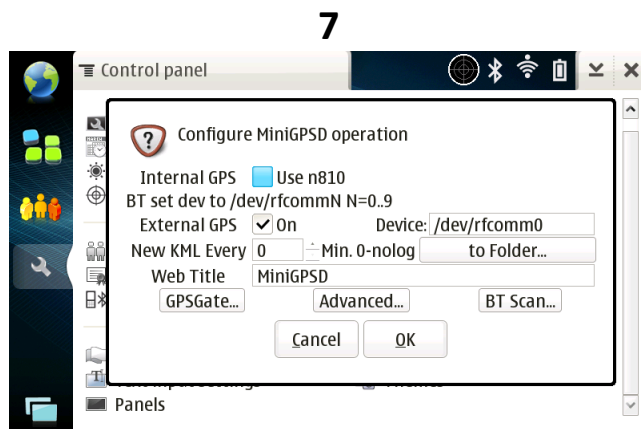 7
Control panel
Configure MiniGPSD operation
Internal GPS Use n810
BT set dev to /dev/rfcommN N=0..9
External GPS On Device: /dev/rfcomm0
New KML Every 0 Min. 0-nolog to Folder...
Web Title MiniGPSD
GPSGate... Advanced... BT Scan...
Cancel OK
Panels